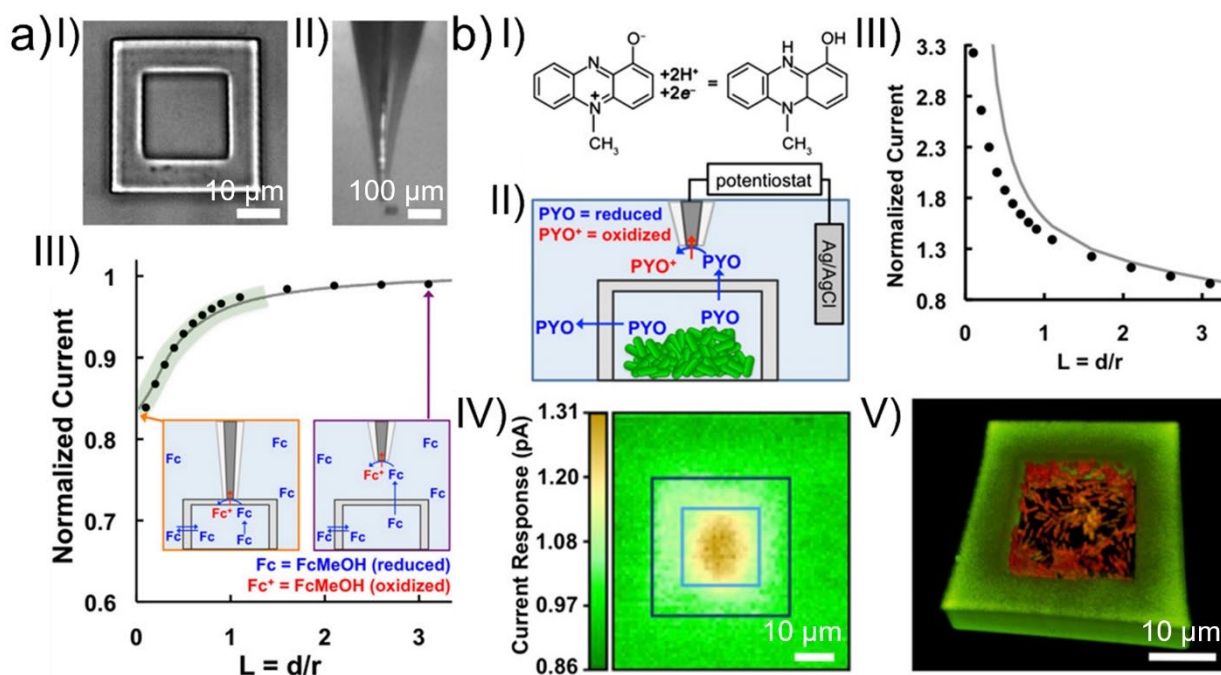 a) I)
10 µm
II)
100 µm
III)
Normalized Current
1
0.9
0.8
0.7
0.6
Fc Fc
Fc⁺ Fc
Fc Fc Fc
Fc Fc
Fc⁺ Fc
Fc
Fc Fc
Fc = FcMeOH (reduced)
Fc⁺ = FcMeOH (oxidized)
0 1 2 3
L = d/r
b) I)
O⁻
N
N⁺
CH₃
+2H⁺
+2e⁻
=
H
N
OH
N
CH₃
II)
potentiostat
PYO = reduced
PYO⁺ = oxidized
PYO⁺ PYO
Ag/AgCl
PYO PYO PYO
III)
Normalized Current
3.3
2.8
2.3
1.8
1.3
0.8
0 1 2 3
L = d/r
IV)
Current Response (pA)
1.31
1.20
1.08
0.97
0.86
10 µm
V)
10 µm